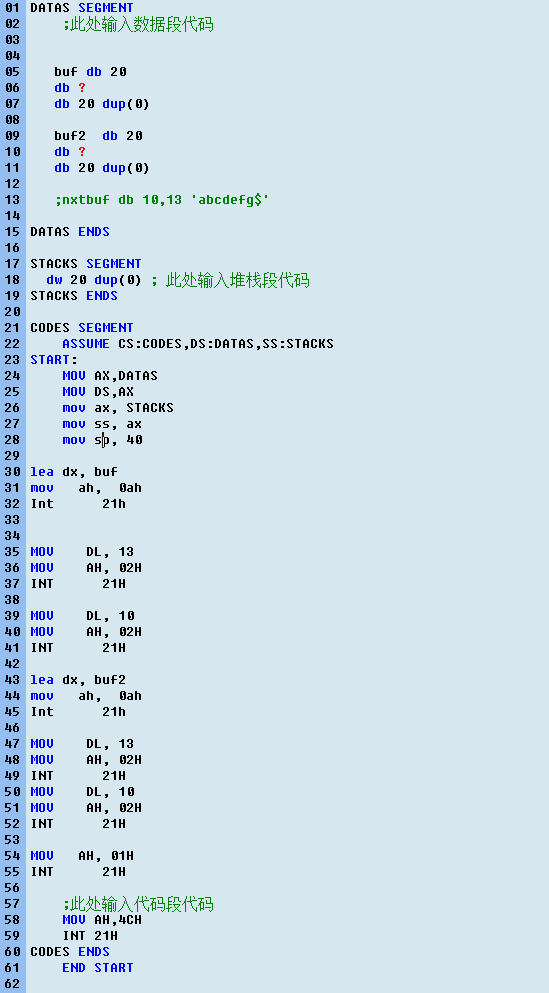 01 DATAS SEGMENT
02 ;此处输入数据段代码
03
04
05 buf db 20
06 db ?
07 db 20 dup(0)
08
09 buf2 db 20
10 db ?
11 db 20 dup(0)
12
13 ;nxtbuf db 10,13 'abcdefg$'
14
15 DATAS ENDS
16
17 STACKS SEGMENT
18 dw 20 dup(0) ; 此处输入堆栈段代码
19 STACKS ENDS
20
21 CODES SEGMENT
22 ASSUME CS:CODES,DS:DATAS,SS:STACKS
23 START:
24 MOV AX,DATAS
25 MOV DS,AX
26 mov ax, STACKS
27 mov ss, ax
28 mov sp, 40
29
30 lea dx, buf
31 mov ah, 0ah
32 Int 21h
33
34
35 MOV DL, 13
36 MOV AH, 02H
37 INT 21H
38
39 MOV DL, 10
40 MOV AH, 02H
41 INT 21H
42
43 lea dx, buf2
44 mov ah, 0ah
45 Int 21h
46
47 MOV DL, 13
48 MOV AH, 02H
49 INT 21H
50 MOV DL, 10
51 MOV AH, 02H
52 INT 21H
53
54 MOV AH, 01H
55 INT 21H
56
57 ;此处输入代码段代码
58 MOV AH,4CH
59 INT 21H
60 CODES ENDS
61 END START
62